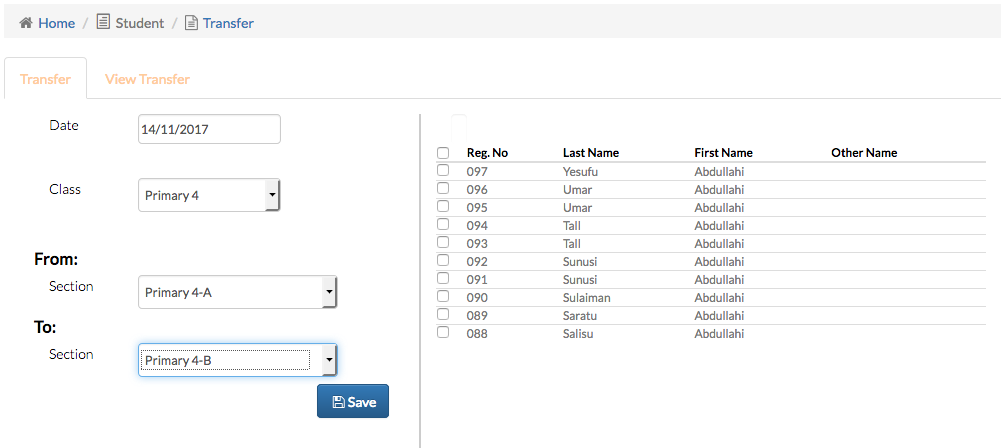 Home / Student / Transfer
Transfer View Transfer
Date 14/11/2017
Class Primary 4
From:
Section Primary 4-A
To:
Section Primary 4-B
Save
Reg. No Last Name First Name Other Name
097 Yesufu Abdullahi
096 Umar Abdullahi
095 Umar Abdullahi
094 Tall Abdullahi
093 Tall Abdullahi
092 Sunusi Abdullahi
091 Sunusi Abdullahi
090 Sulaiman Abdullahi
089 Saratu Abdullahi
088 Salisu Abdullahi